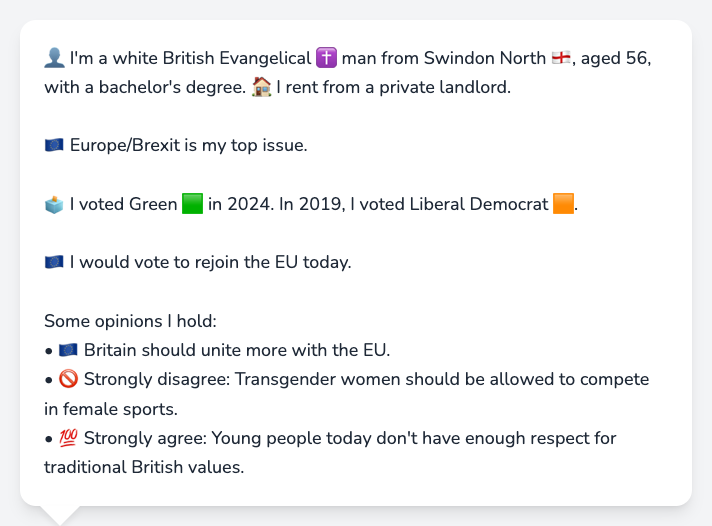 👤 I'm a white British Evangelical ✝️ man from Swindon North 🏴󠁧󠁢󠁥󠁮󠁧󠁿, aged 56,
with a bachelor's degree. 🏠 I rent from a private landlord.
🇪🇺 Europe/Brexit is my top issue.
🗳️ I voted Green 🟩 in 2024. In 2019, I voted Liberal Democrat 🟧.
🇪🇺 I would vote to rejoin the EU today.
Some opinions I hold:
• 🇪🇺 Britain should unite more with the EU.
• 🚫 Strongly disagree: Transgender women should be allowed to compete
in female sports.
• 💯 Strongly agree: Young people today don't have enough respect for
traditional British values.